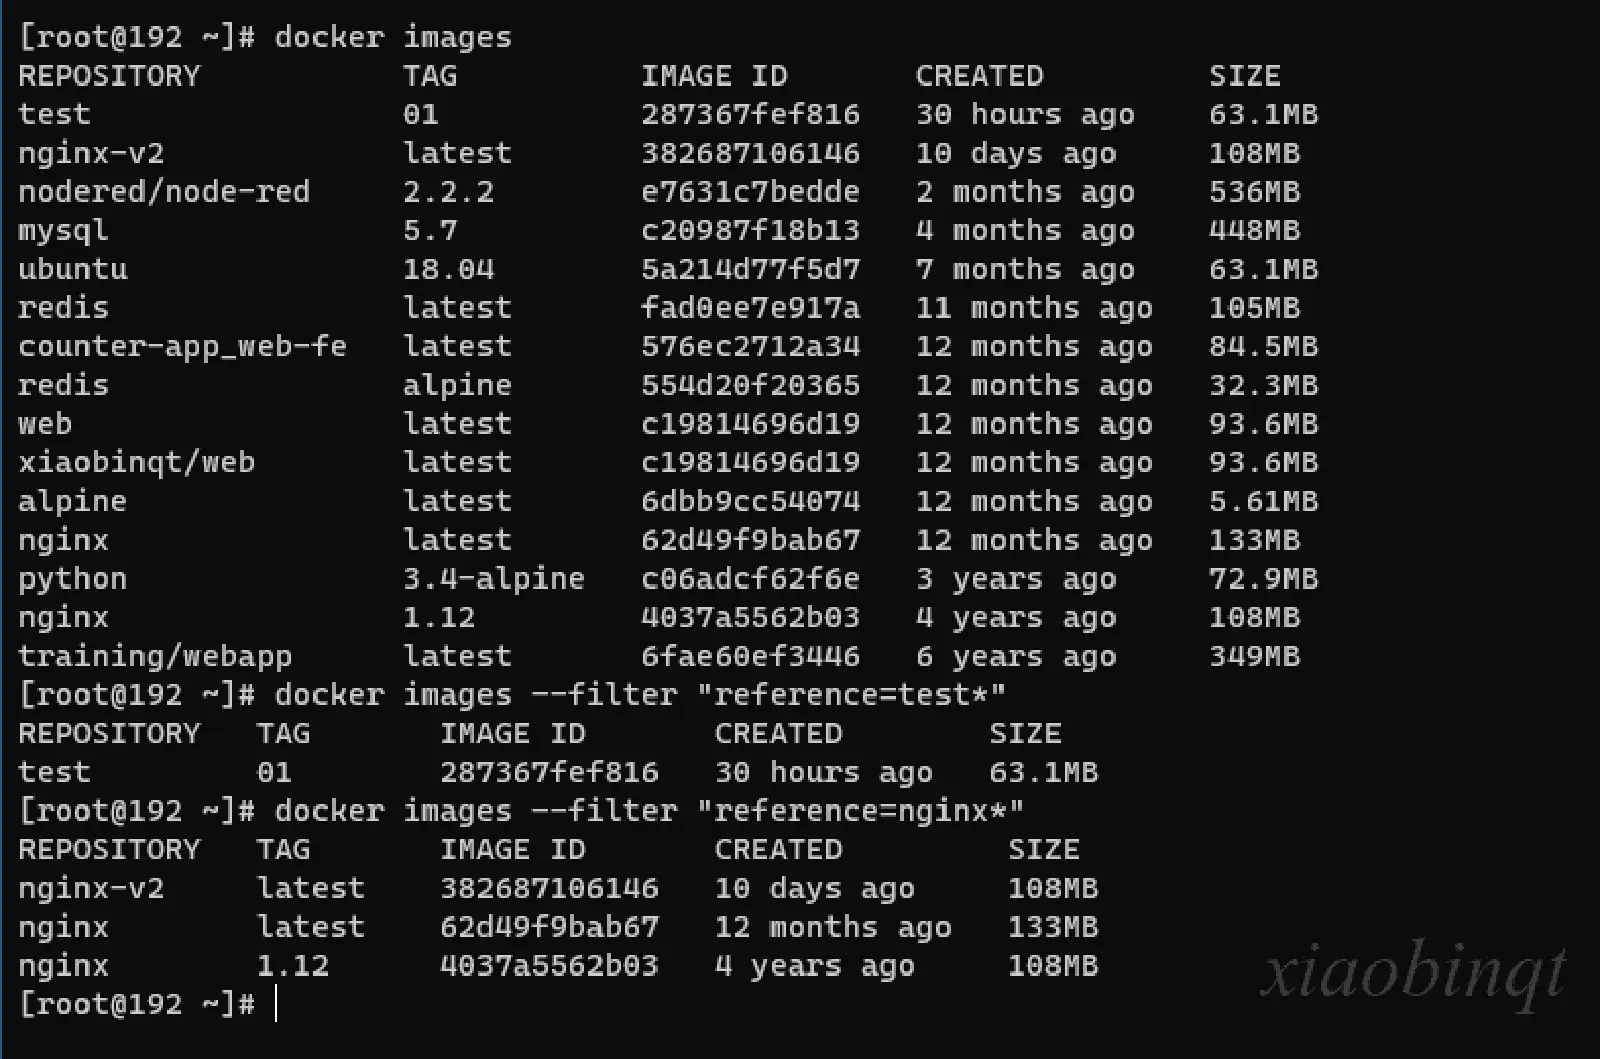 [root@192 ~]# docker images
REPOSITORY TAG IMAGE ID CREATED SIZE
test 01 287367fef816 30 hours ago 63.1MB
nginx-v2 latest 382687106146 10 days ago 108MB
nodered/node-red 2.2.2 e7631c7bedde 2 months ago 536MB
mysql 5.7 c20987f18b13 4 months ago 448MB
ubuntu 18.04 5a214d77f5d7 7 months ago 63.1MB
redis latest fad0ee7e917a 11 months ago 105MB
counter-app_web-fe latest 576ec2712a34 12 months ago 84.5MB
redis alpine 554d20f20365 12 months ago 32.3MB
web latest c19814696d19 12 months ago 93.6MB
xiaobinqt/web latest c19814696d19 12 months ago 93.6MB
alpine latest 6dbb9cc54074 12 months ago 5.61MB
nginx latest 62d49f9bab67 12 months ago 133MB
python 3.4-alpine c06adcf62f6e 3 years ago 72.9MB
nginx 1.12 4037a5562b03 4 years ago 108MB
training/webapp latest 6fae60ef3446 6 years ago 349MB
[root@192 ~]# docker images --filter "reference=test*"
REPOSITORY TAG IMAGE ID CREATED SIZE
test 01 287367fef816 30 hours ago 63.1MB
[root@192 ~]# docker images --filter "reference=nginx*"
REPOSITORY TAG IMAGE ID CREATED SIZE
nginx-v2 latest 382687106146 10 days ago 108MB
nginx latest 62d49f9bab67 12 months ago 133MB
nginx 1.12 4037a5562b03 4 years ago 108MB
[root@192 ~]#
xiaobinqt